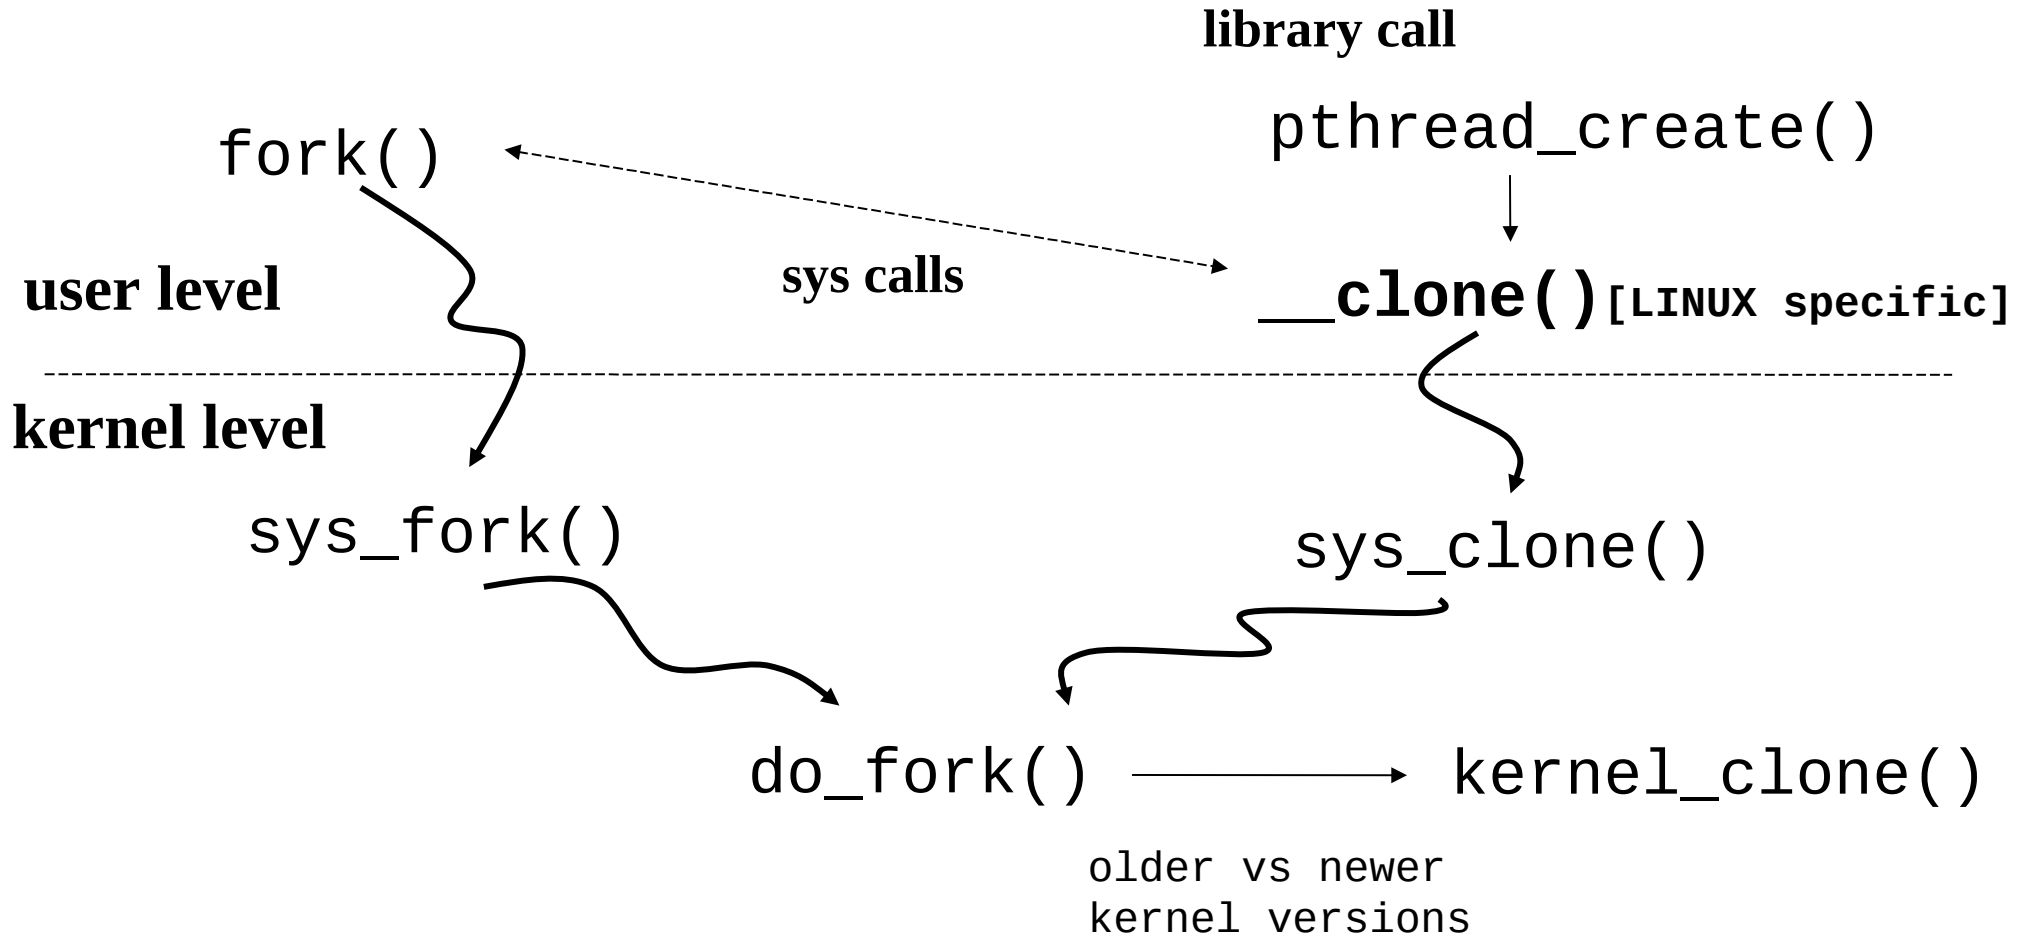 library call
pthread_create()
fork()
sys calls
user level
__clone()[LINUX specific]
kernel level
sys_fork()
sys_clone()
do_fork()
kernel_clone()
older vs newer
kernel versions